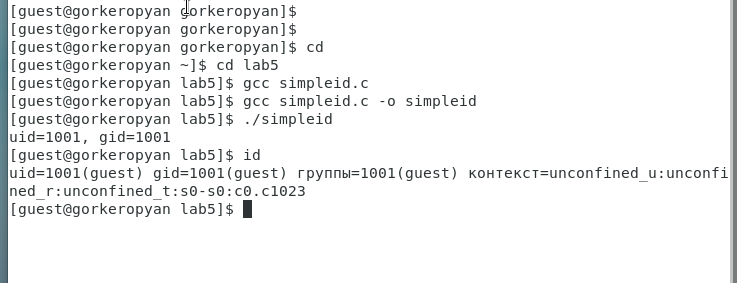 [guest@gorkeropyan gorkeropyan]$
[guest@gorkeropyan gorkeropyan]$
[guest@gorkeropyan gorkeropyan]$ cd
[guest@gorkeropyan ~]$ cd lab5
[guest@gorkeropyan lab5]$ gcc simpleid.c
[guest@gorkeropyan lab5]$ gcc simpleid.c -o simpleid
[guest@gorkeropyan lab5]$ ./simpleid
uid=1001, gid=1001
[guest@gorkeropyan lab5]$ id
uid=1001(guest) gid=1001(guest) группы=1001(guest) контекст=unconfined_u:unconfi
ned_r:unconfined_t:s0-s0:c0.c1023
[guest@gorkeropyan lab5]$